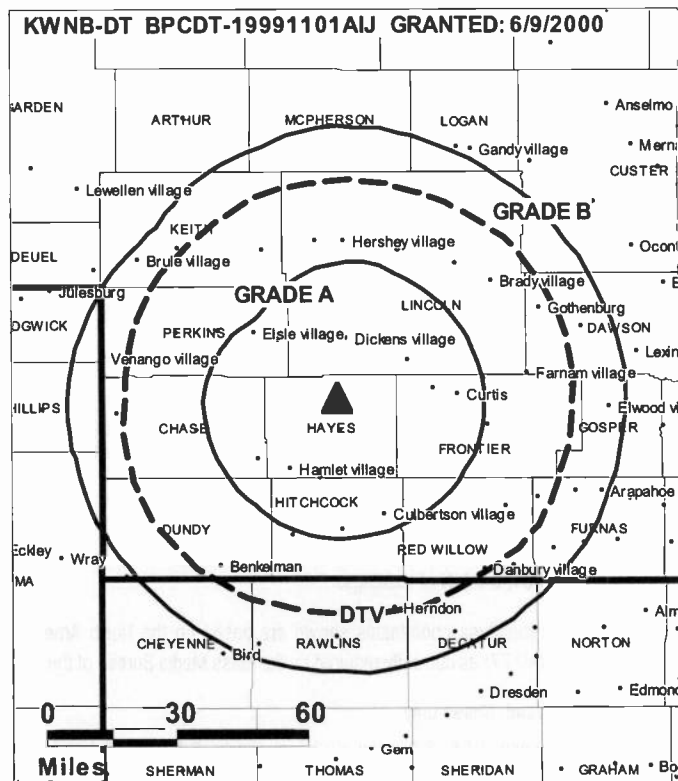 KWNB-DT BPCDT-19991101AIJ GRANTED: 6/9/2000
ARDEN
ARTHUR
MCPHERSON
LOGAN
Anselmo
Gandy village
Merna
CUSTER
Lewellen village
GRADE B
KEITH
Hershey village
Ocont
DEUEL
Brule village
Brady village
Julesburg
GRADE A
LINCOLN
Gothenburg
DGWICK
PERKINS
Elsie village
Dickens village
DAWSON
Lexin
Venango village
Farnam village
HILLIPS
Curtis
Elwood vi
CHASE
HAYES
GOSPER
FRONTIER
Hamlet village
HITCHCOCK
Arapahoe
Culbertson village
DUNDY
FURNAS
RED WILLOW
Eckley
Wray
Benkelman
Danbury village
MA
DTV
Herndon
Alm
CHEYENNE
RAWLINS
DECATUR
NORTON
Bird
Dresden
Edmond
0 30 60
Gem
Miles
SHERMAN
THOMAS
SHERIDAN
GRAHAM
Bo